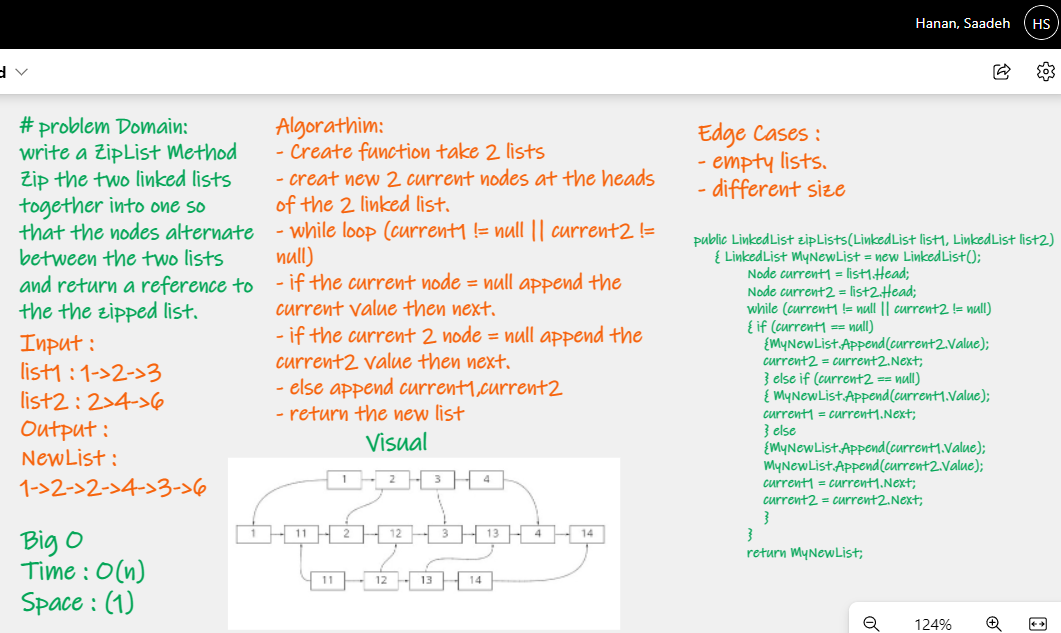 Hanan, Saadeh
HS
d
# problem Domain:
write a ZipList Method
Zip the two linked lists
together into one so
that the nodes alternate
between the two lists
and return a reference to
the the zipped list.
Input :
list1 : 1->2->3
list2 : 2>4->6
Output :
NewList :
1->2->2->4->3->6
Big O
Time : O(n)
Space : (1)
Algorathim:
- Create function take 2 lists
- creat new 2 current nodes at the heads
of the 2 linked list.
- while loop (current1 != null || current2 !=
null)
- if the current node = null append the
current value then next.
- if the current 2 node = null append the
current2 value then next.
- else append current1,current2
- return the new list
Visual
1 2 3 4
1 11 2 12 3 13 4 14
11 12 13 14
Edge Cases :
- empty lists.
- different size
public LinkedList zipLists(LinkedList list1, LinkedList list2)
{ LinkedList MyNewList = new LinkedList();
Node current1 = list1.Head;
Node current2 = list2.Head;
while (current1 != null || current2 != null)
{ if (current1 == null)
{MyNewList.Append(current2.Value);
current2 = current2.Next;
} else if (current2 == null)
{ MyNewList.Append(current1.Value);
current1 = current1.Next;
} else
{MyNewList.Append(current1.Value);
MyNewList.Append(current2.Value);
current1 = current1.Next;
current2 = current2.Next;
}
}
return MyNewList;
124%